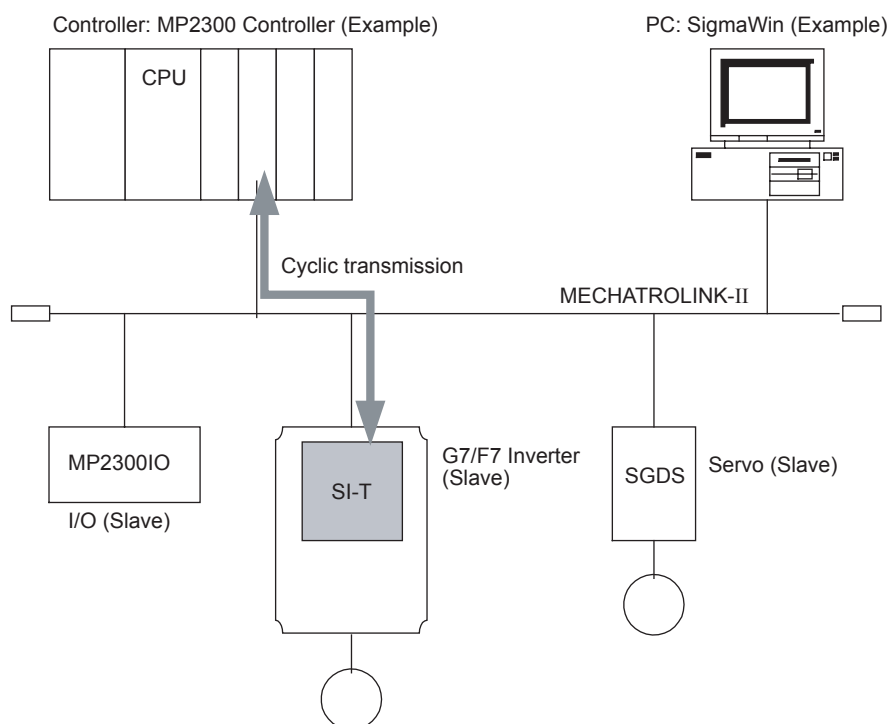 Controller: MP2300 Controller (Example)
PC: SigmaWin (Example)
CPU
Cyclic transmission
MECHATROLINK-II
MP2300IO
I/O (Slave)
SI-T
G7/F7 Inverter
(Slave)
SGDS
Servo (Slave)